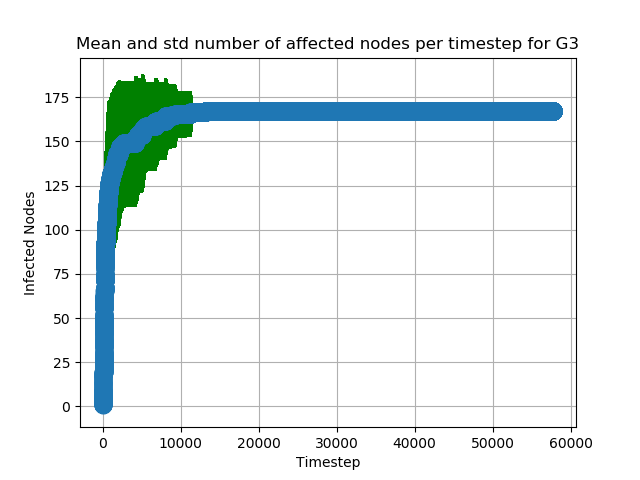 Mean and std number of affected nodes per timestep for G3
175
150
125
100
75
50
25
0
Infected Nodes
0 10000 20000 30000 40000 50000 60000
Timestep